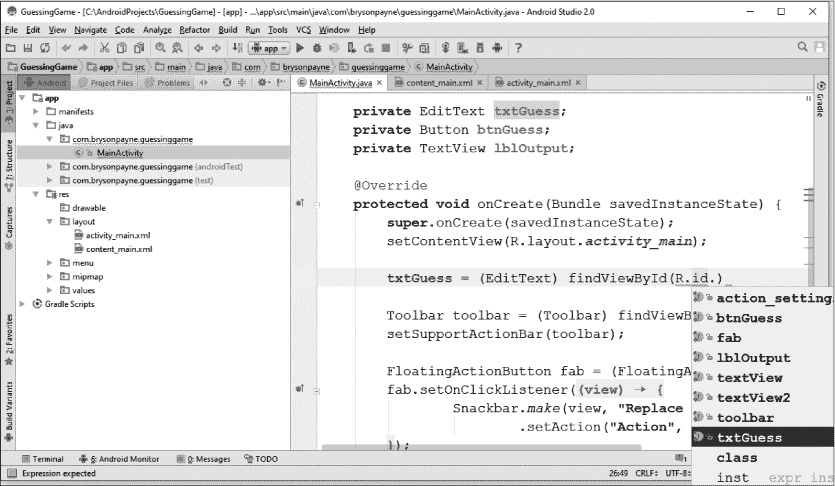 GuessingGame - [C:\AndroidProjects\GuessingGame] - [app] - ...\app\src\main\java\com\brysonpayne\guessinggame\MainActivity.java - Android Studio 2.0
File Edit View Navigate Code Analyze Refactor Build Run Tools VCS Window Help
app
GuessingGame app src main java com brysonpayne guessinggame MainActivity
Android Project Files Problems
MainActivity.java content_main.xml activity_main.xml
1: Project
7: Structure
Captures
2: Favorites
Build Variants
Gradle
app
manifests
java
com.brysonpayne.guessinggame
MainActivity
com.brysonpayne.guessinggame (androidTest)
com.brysonpayne.guessinggame (test)
res
drawable
layout
activity_main.xml
content_main.xml
menu
mipmap
values
Gradle Scripts
private EditText txtGuess;
private Button btnGuess;
private TextView lblOutput;
@Override
protected void onCreate(Bundle savedInstanceState) {
super.onCreate(savedInstanceState);
setContentView(R.layout.activity_main);
txtGuess = (EditText) findViewById(R.id.)
Toolbar toolbar = (Toolbar) findViewB
setSupportActionBar(toolbar);
FloatingActionButton fab = (FloatingA
fab.setOnClickListener((view) → {
Snackbar.make(view, "Replace
.setAction("Action",
});
action_setting
btnGuess
fab
lblOutput
textView
textView2
toolbar
txtGuess
class
inst expr ins
Terminal 6: Android Monitor 0: Messages TODO
Expression expected 26:49 CRLF÷ UTF-8÷